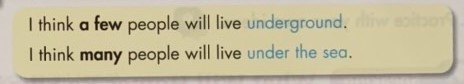 I think a few people will live underground.
I think many people will live under the sea.